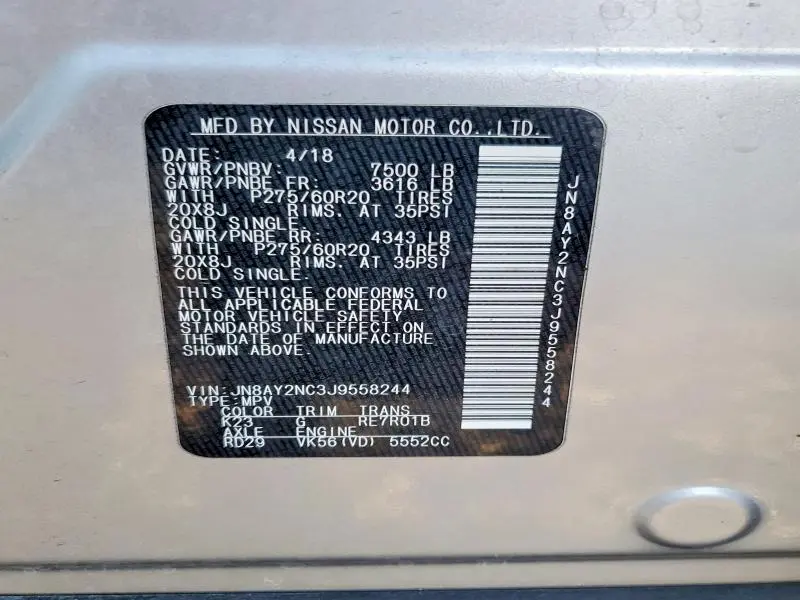 MFD BY NISSAN MOTOR CO.,LTD.
DATE: 4/18
GVWR/PNBV: 7500 LB
GAWR/PNBE FR: 3616 LB
WITH P275/60R20 TIRES
20X8J RIMS. AT 35PSI
COLD SINGLE.
GAWR/PNBE RR: 4343 LB
WITH P275/60R20 TIRES
20X8J RIMS. AT 35PSI
COLD SINGLE.
THIS VEHICLE CONFORMS TO
ALL APPLICABLE FEDERAL
MOTOR VEHICLE SAFETY
STANDARDS IN EFFECT ON
THE DATE OF MANUFACTURE
SHOWN ABOVE.
VIN: JN8AY2NC3J9558244
TYPE: MPV
COLOR TRIM TRANS
K23 G RE7R01B
AXLE ENGINE
RD29 VK56(VD) 5552CC
JN8AY2NC3J9558244